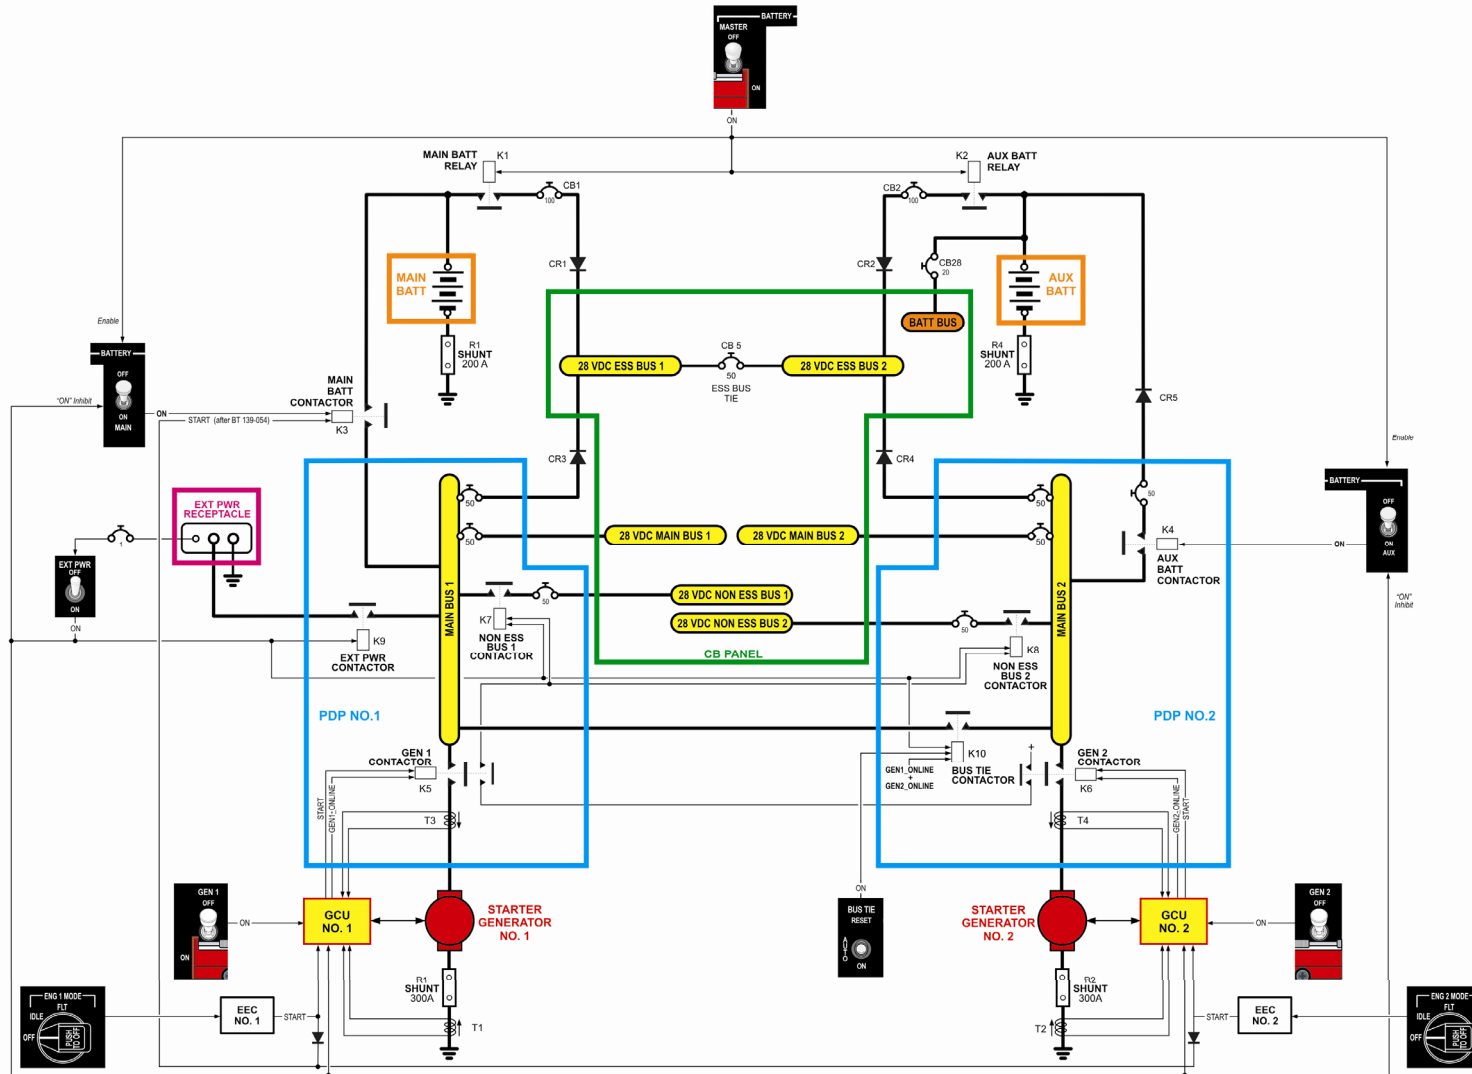 BATTERY
MASTER
OFF
ON
ON
MAIN BATT
RELAY
K1
K2
AUX BATT
RELAY
CB1
100
CB2
100
CR1
CR2
CB28
20
MAIN
BATT
AUX
BATT
BATT BUS
Enable
R1
SHUNT
200 A
R4
SHUNT
200 A
CB 5
28 VDC ESS BUS 1
28 VDC ESS BUS 2
50
ESS BUS
TIE
BATTERY
OFF
ON
MAIN
"ON" Inhibit
ON
START (after BT 139-054)
MAIN
BATT
CONTACTOR
K3
CR5
Enable
CR3
CR4
BATTERY
OFF
ON
AUX
ON
"ON"
Inhibit
EXT PWR
RECEPTACLE
1
50
50
50
50
50
28 VDC MAIN BUS 1
28 VDC MAIN BUS 2
K4
AUX
BATT
CONTACTOR
EXT PWR
OFF
ON
ON
MAIN BUS 1
MAIN BUS 2
28 VDC NON ESS BUS 1
28 VDC NON ESS BUS 2
50
50
K7
NON ESS
BUS 1
CONTACTOR
K9
EXT PWR
CONTACTOR
K8
NON ESS
BUS 2
CONTACTOR
CB PANEL
PDP NO.1
PDP NO.2
GEN 1
CONTACTOR
K5
K10
BUS TIE
CONTACTOR
GEN1_ONLINE
+
GEN2_ONLINE
+
GEN 2
CONTACTOR
K6
START
GEN1_ONLINE
GEN2_ONLINE
START
T3
T4
GEN 1
OFF
ON
ON
GCU
NO. 1
STARTER
GENERATOR
NO. 1
ON
BUS TIE
RESET
AUTO
ON
STARTER
GENERATOR
NO. 2
GCU
NO. 2
ON
GEN 2
OFF
R1
SHUNT
300A
R2
SHUNT
300A
ENG 1 MODE
FLT
IDLE
OFF
PUSH
TO OFF
EEC
NO. 1
START
T1
T2
START
EEC
NO. 2
ENG 2 MODE
FLT
IDLE
OFF
PUSH
TO OFF